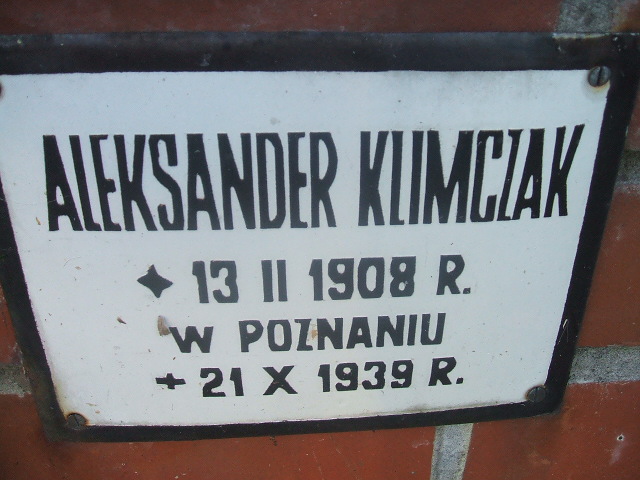 ALEKSANDER KLIMCZAK
✦ 13 II 1908 R.
W POZNANIU
+ 21 X 1939 R.